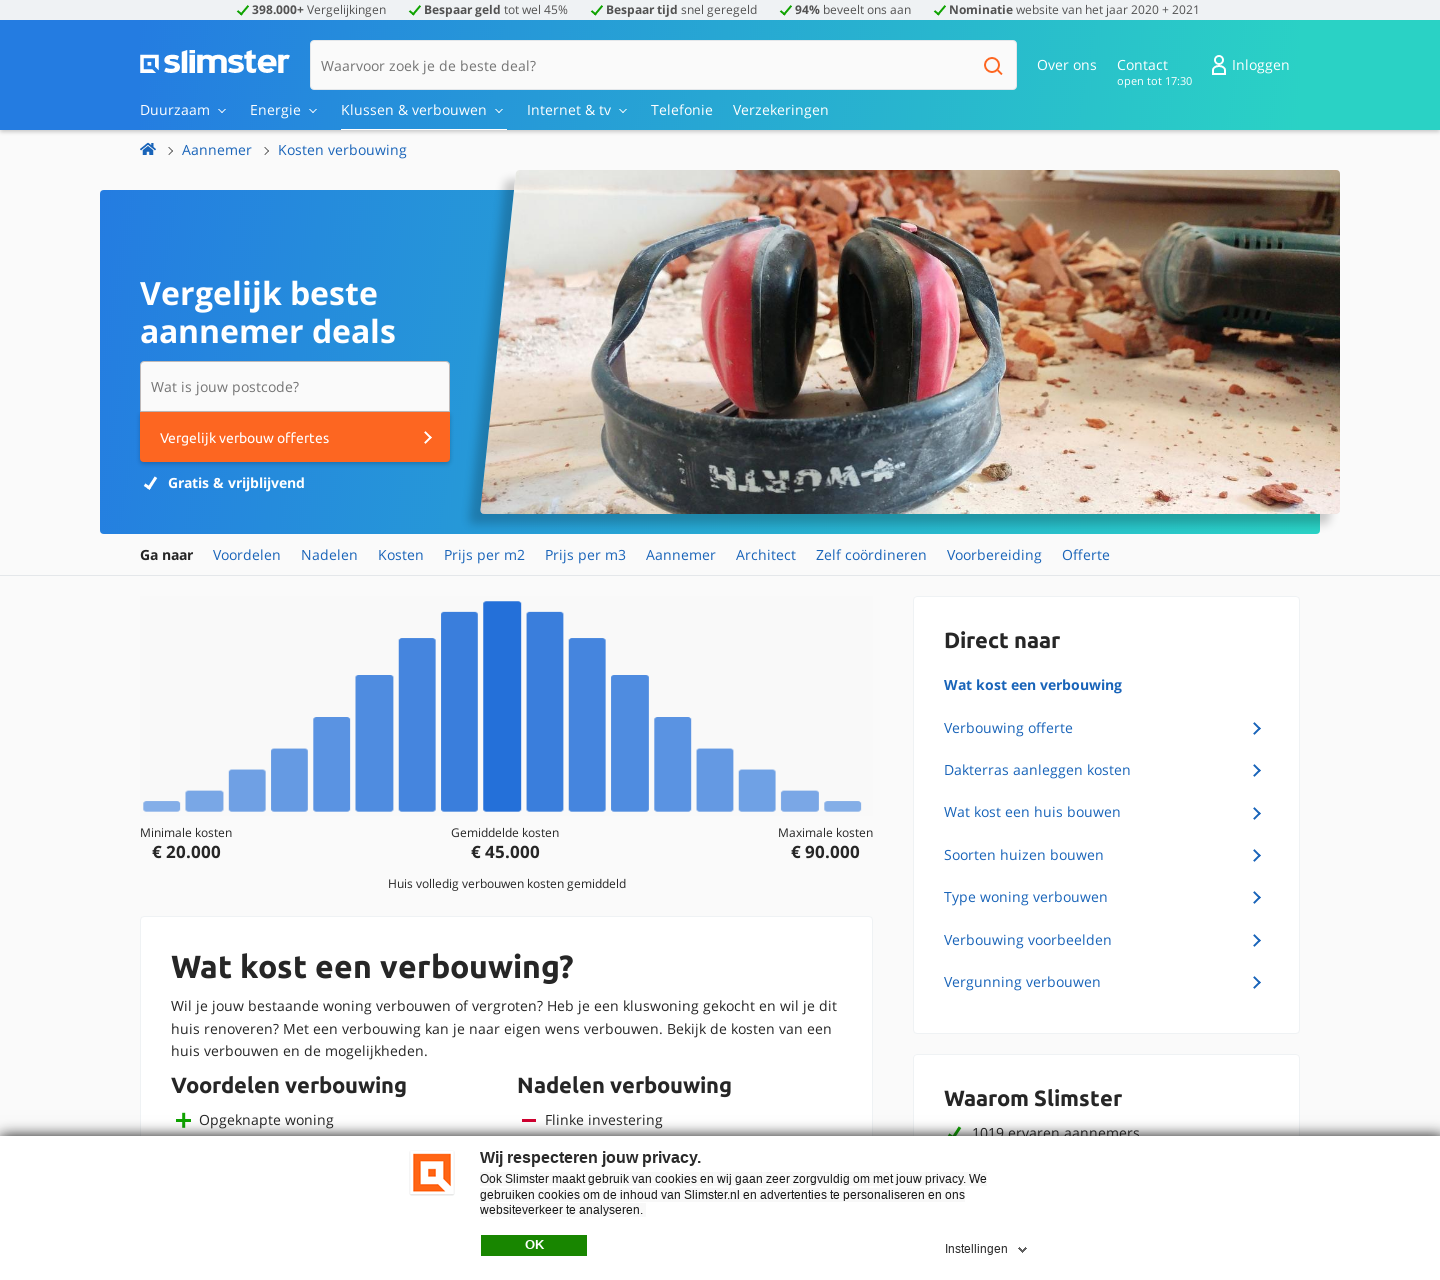 398.000+ Vergelijkingen Bespaar geld tot wel 45% Bespaar tijd snel geregeld 94% beveelt ons aan Nominatie website van het jaar 2020 + 2021
slimster Waarvoor zoek je de beste deal? Over ons Contact Inloggen
open tot 17:30
Duurzaam Energie Klussen & verbouwen Internet & tv Telefonie Verzekeringen
Aannemer Kosten verbouwing
Vergelijk beste
aannemer deals
Wat is jouw postcode?
Vergelijk verbouw offertes
Gratis & vrijblijvend
WÜRTH
Ga naar Voordelen Nadelen Kosten Prijs per m2 Prijs per m3 Aannemer Architect Zelf coördineren Voorbereiding Offerte
Minimale kosten Gemiddelde kosten Maximale kosten
€ 20.000 € 45.000 € 90.000
Huis volledig verbouwen kosten gemiddeld
Wat kost een verbouwing?
Wil je jouw bestaande woning verbouwen of vergroten? Heb je een kluswoning gekocht en wil je dit
huis renoveren? Met een verbouwing kan je naar eigen wens verbouwen. Bekijk de kosten van een
huis verbouwen en de mogelijkheden.
Voordelen verbouwing Nadelen verbouwing
Opgeknapte woning Flinke investering
Direct naar
Wat kost een verbouwing
Verbouwing offerte
Dakterras aanleggen kosten
Wat kost een huis bouwen
Soorten huizen bouwen
Type woning verbouwen
Verbouwing voorbeelden
Vergunning verbouwen
Waarom Slimster
1019 ervaren aannemers
Wij respecteren jouw privacy.
Ook Slimster maakt gebruik van cookies en wij gaan zeer zorgvuldig om met jouw privacy. We
gebruiken cookies om de inhoud van Slimster.nl en advertenties te personaliseren en ons
websiteverkeer te analyseren.
OK Instellingen